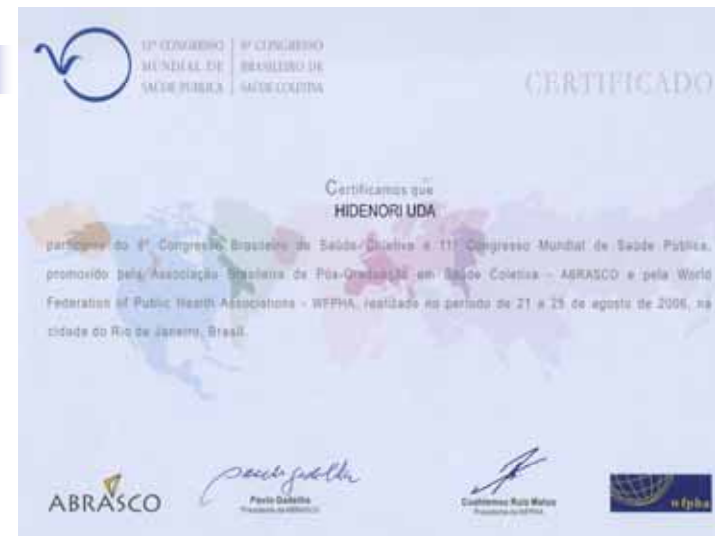 11º CONGRESSO
MUNDIAL DE
SAÚDE PÚBLICA
8º CONGRESSO
BRASILEIRO DE
SAÚDE COLETIVA
CERTIFICADO
Certificamos que
HIDENORI UDA
participou do 8º Congresso Brasileiro de Saúde Coletiva e 11º Congresso Mundial de Saúde Pública,
promovido pela Associação Brasileira de Pós-Graduação em Saúde Coletiva - ABRASCO e pela World
Federation of Public Health Associations - WFPHA, realizado no período de 21 a 25 de agosto de 2006, na
cidade do Rio de Janeiro, Brasil.
ABRASCO
Paulo Gadelha
Presidente da ABRASCO
Cuahtemoc Ruiz Matus
Presidente da WFPHA
wfpha